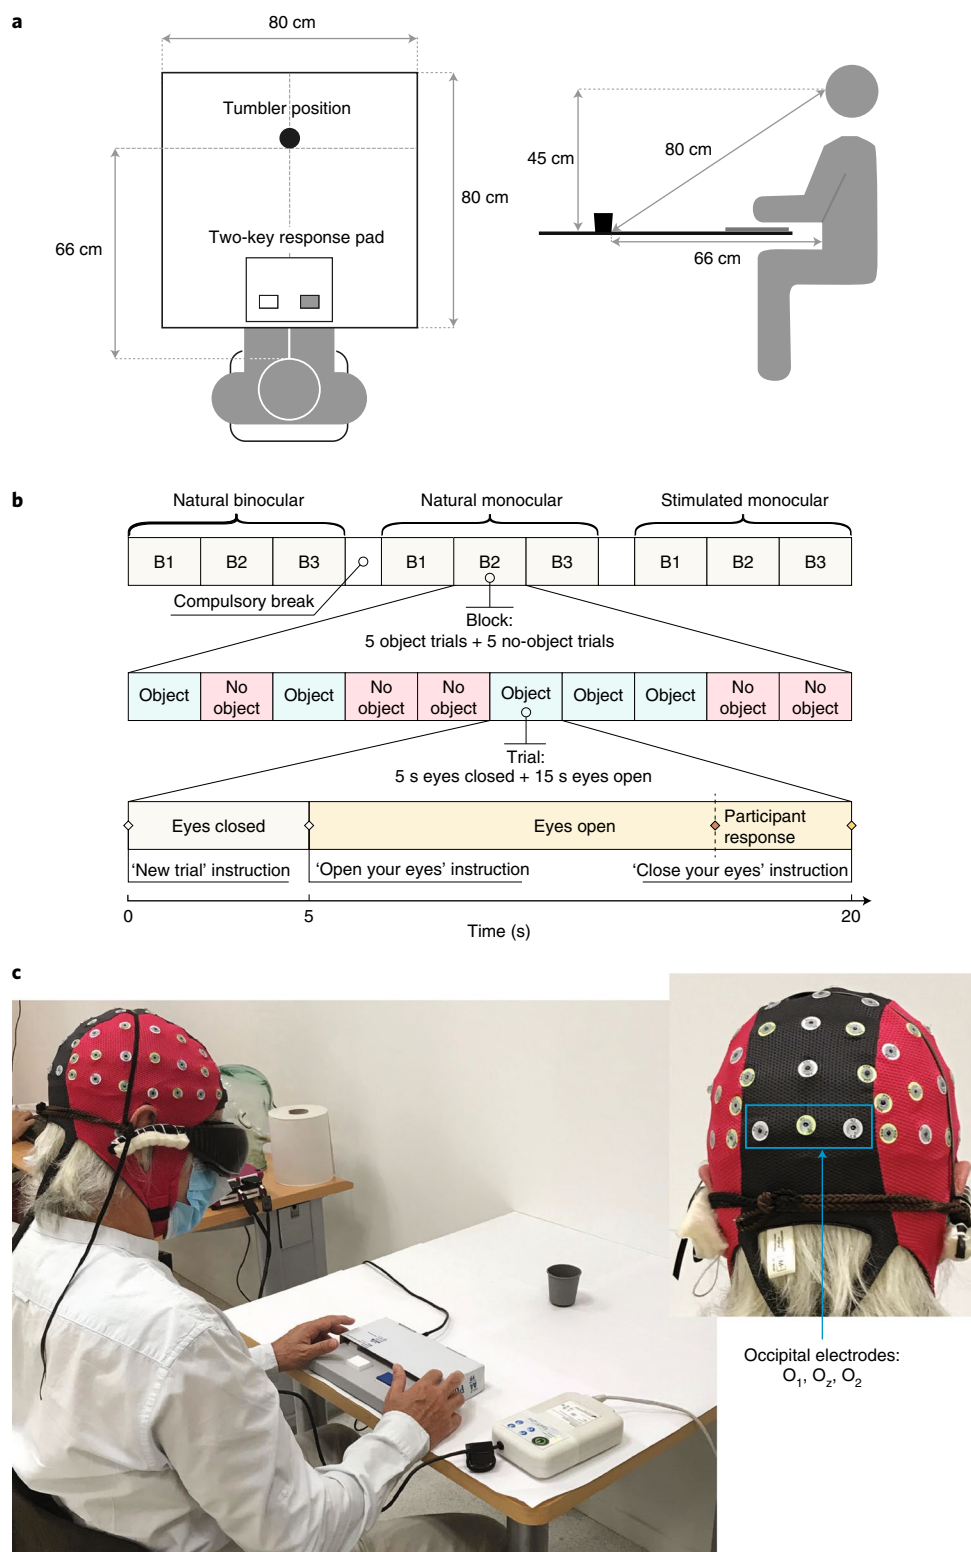 a
80 cm
Tumbler position
80 cm
66 cm
Two-key response pad
45 cm
80 cm
66 cm
b
Natural binocular
Natural monocular
Stimulated monocular
B1
B2
B3
B1
B2
B3
B1
B2
B3
Compulsory break
Block:
5 object trials + 5 no-object trials
Object
No
object
Object
No
object
No
object
Object
Object
Object
No
object
No
object
Trial:
5 s eyes closed + 15 s eyes open
Eyes closed
Eyes open
Participant
response
‘New trial’ instruction
‘Open your eyes’ instruction
‘Close your eyes’ instruction
0
5
20
Time (s)
c
Occipital electrodes:
O1, Oz, O2